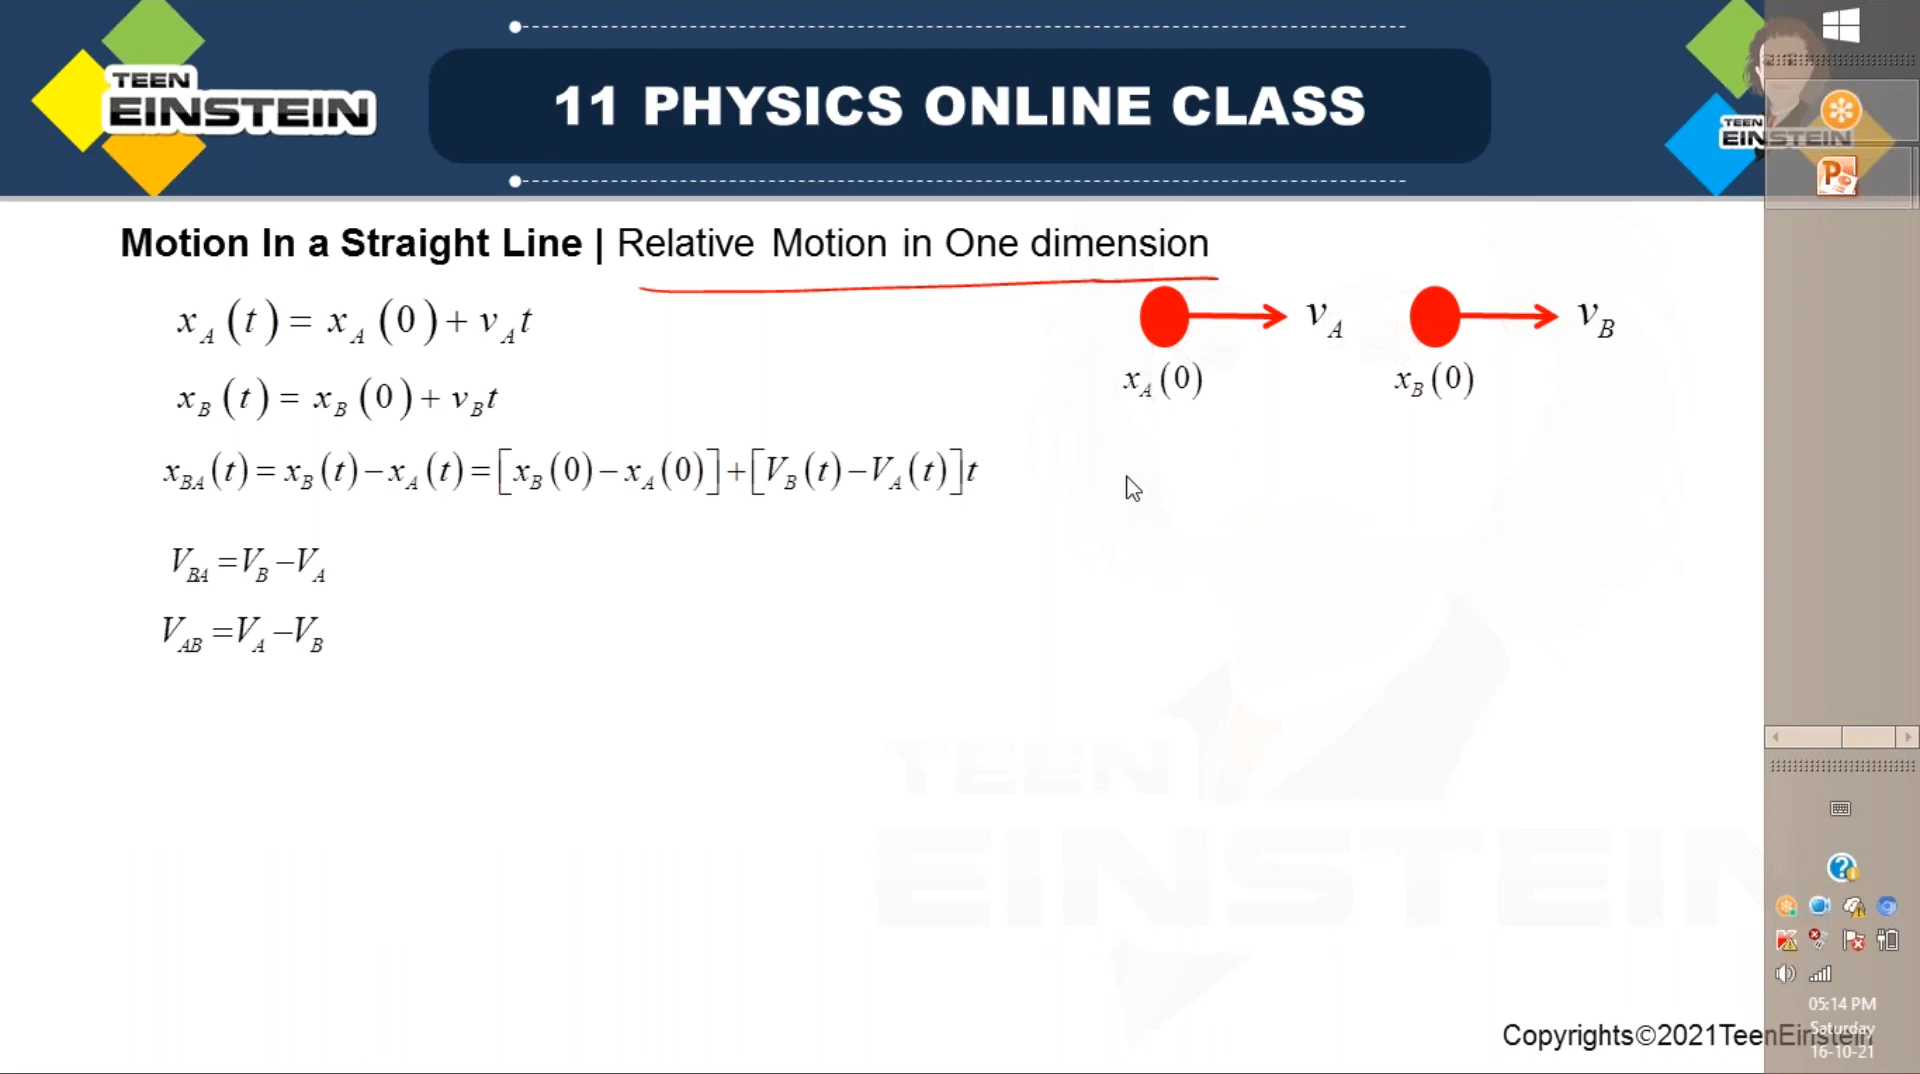 TEEN
EINSTEIN
11 PHYSICS ONLINE CLASS
TEEN
EINSTEIN
Motion In a Straight Line | Relative Motion in One dimension
x_A(t) = x_A(0) + v_A t
v_A
v_B
x_A(0)
x_B(0)
x_B(t) = x_B(0) + v_B t
x_BA(t) = x_B(t) − x_A(t) = [x_B(0) − x_A(0)] + [V_B(t) − V_A(t)]t
V_BA = V_B − V_A
V_AB = V_A − V_B
TEEN
EINSTEIN
Copyrights©2021TeenEinstein
05:14 PM
Saturday
16-10-21